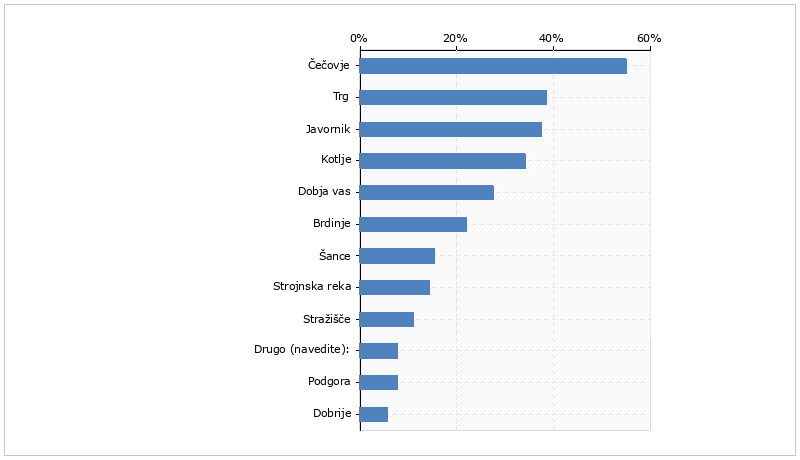 0% 20% 40% 60%
Čečovje
Trg
Javornik
Kotlje
Dobja vas
Brdinje
Šance
Strojnska reka
Stražišče
Drugo (navedite):
Podgora
Dobrije